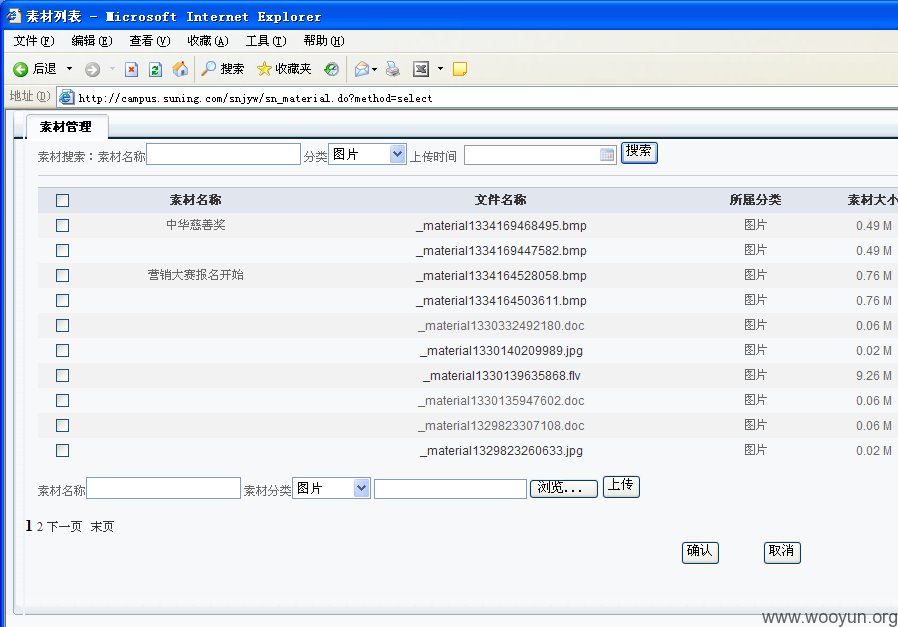 素材列表 - Microsoft Internet Explorer
文件(F) 编辑(E) 查看(V) 收藏(A) 工具(T) 帮助(H)
后退 搜索 收藏夹
地址(D) http://campus.suning.com/snjyw/sn_material.do?method=select
素材管理
素材搜索：素材名称 分类 图片 上传时间 搜索
素材名称 文件名称 所属分类 素材大小
中华慈善奖 _material1334169468495.bmp 图片 0.49 M
_material1334169447582.bmp 图片 0.49 M
营销大赛报名开始 _material1334164528058.bmp 图片 0.76 M
_material1334164503611.bmp 图片 0.76 M
_material1330332492180.doc 图片 0.06 M
_material1330140209989.jpg 图片 0.02 M
_material1330139635868.flv 图片 9.26 M
_material1330135947602.doc 图片 0.06 M
_material1329823307108.doc 图片 0.06 M
_material1329823260633.jpg 图片 0.02 M
素材名称 素材分类 图片 浏览... 上传
1 2 下一页 末页
确认 取消
www.wooyun.org